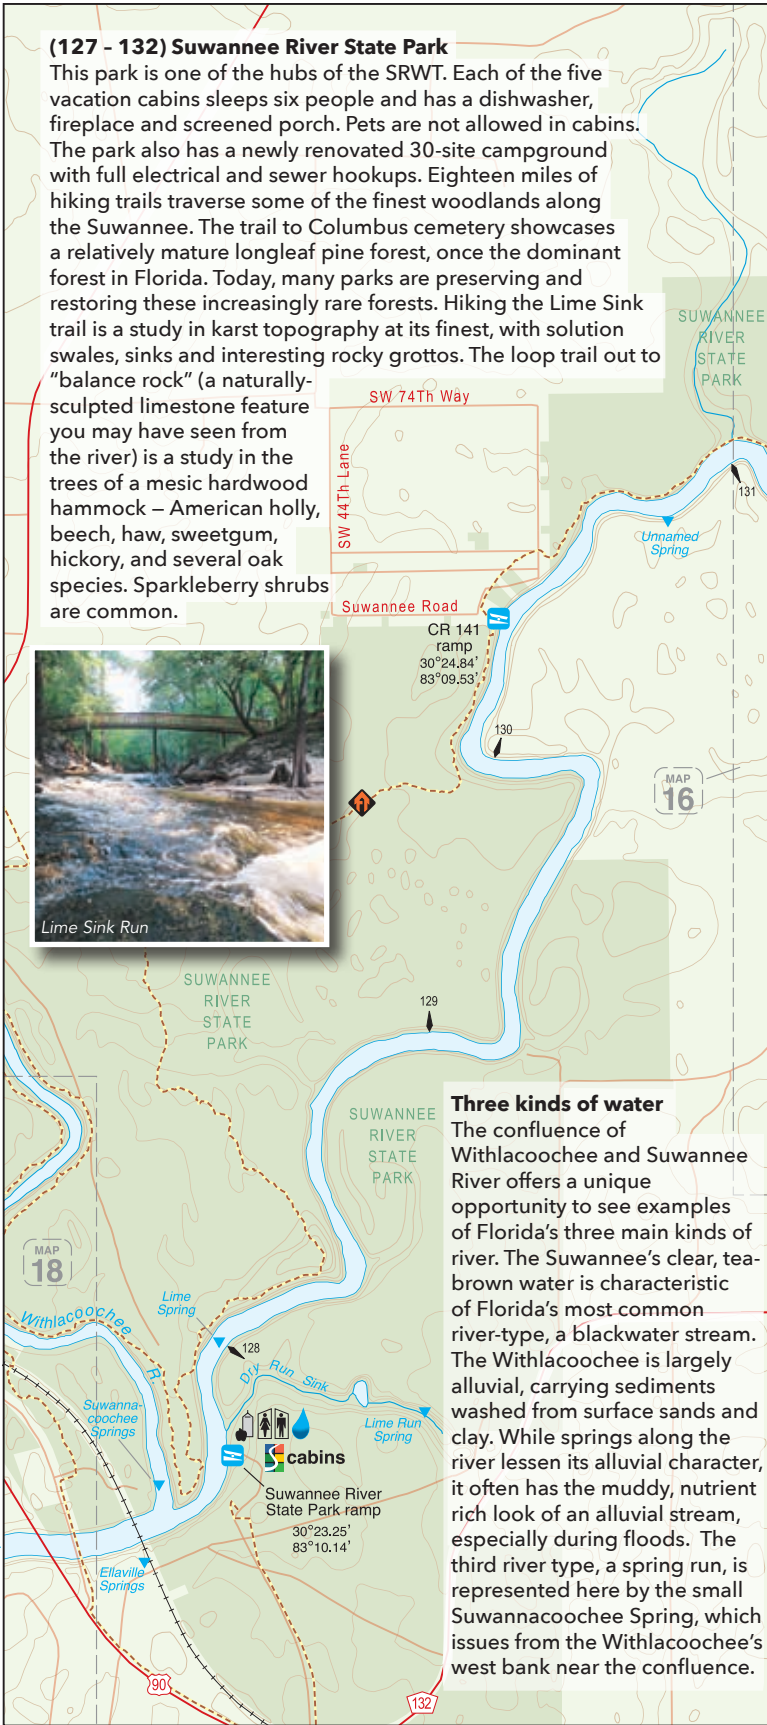 (127 – 132) Suwannee River State Park
This park is one of the hubs of the SRWT. Each of the five
vacation cabins sleeps six people and has a dishwasher,
fireplace and screened porch. Pets are not allowed in cabins.
The park also has a newly renovated 30-site campground
with full electrical and sewer hookups. Eighteen miles of
hiking trails traverse some of the finest woodlands along
the Suwannee. The trail to Columbus cemetery showcases
a relatively mature longleaf pine forest, once the dominant
forest in Florida. Today, many parks are preserving and
restoring these increasingly rare forests. Hiking the Lime Sink
trail is a study in karst topography at its finest, with solution
swales, sinks and interesting rocky grottos. The loop trail out to
“balance rock” (a naturally-
sculpted limestone feature
you may have seen from
the river) is a study in the
trees of a mesic hardwood
hammock – American holly,
beech, haw, sweetgum,
hickory, and several oak
species. Sparkleberry shrubs
are common.
SUWANNEE
RIVER
STATE
PARK
SW 74Th Way
SW 44Th Lane
Suwannee Road
131
Unnamed
Spring
CR 141
ramp
30°24.84'
83°09.53'
130
MAP
16
Lime Sink Run
SUWANNEE
RIVER
STATE
PARK
129
SUWANNEE
RIVER
STATE
PARK
Three kinds of water
The confluence of
Withlacoochee and Suwannee
River offers a unique
opportunity to see examples
of Florida’s three main kinds of
river. The Suwannee’s clear, tea-
brown water is characteristic
of Florida’s most common
river-type, a blackwater stream.
The Withlacoochee is largely
alluvial, carrying sediments
washed from surface sands and
clay. While springs along the
river lessen its alluvial character,
it often has the muddy, nutrient
rich look of an alluvial stream,
especially during floods.  The
third river type, a spring run, is
represented here by the small
Suwannacoochee Spring, which
issues from the Withlacoochee’s
west bank near the confluence.
MAP
18
Withlacoochee R.
Lime
Spring
128
Dry Run Sink
Suwanna-
coochee
Springs
Lime Run
Spring
cabins
Suwannee River
State Park ramp
30°23.25'
83°10.14'
Ellaville
Springs
90
132